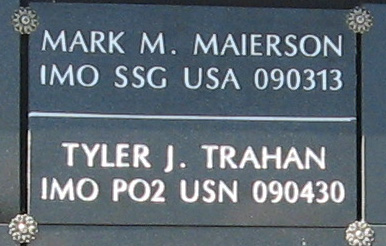 MARK M. MAIERSON
IMO SSG USA 090313
TYLER J. TRAHAN
IMO PO2 USN 090430